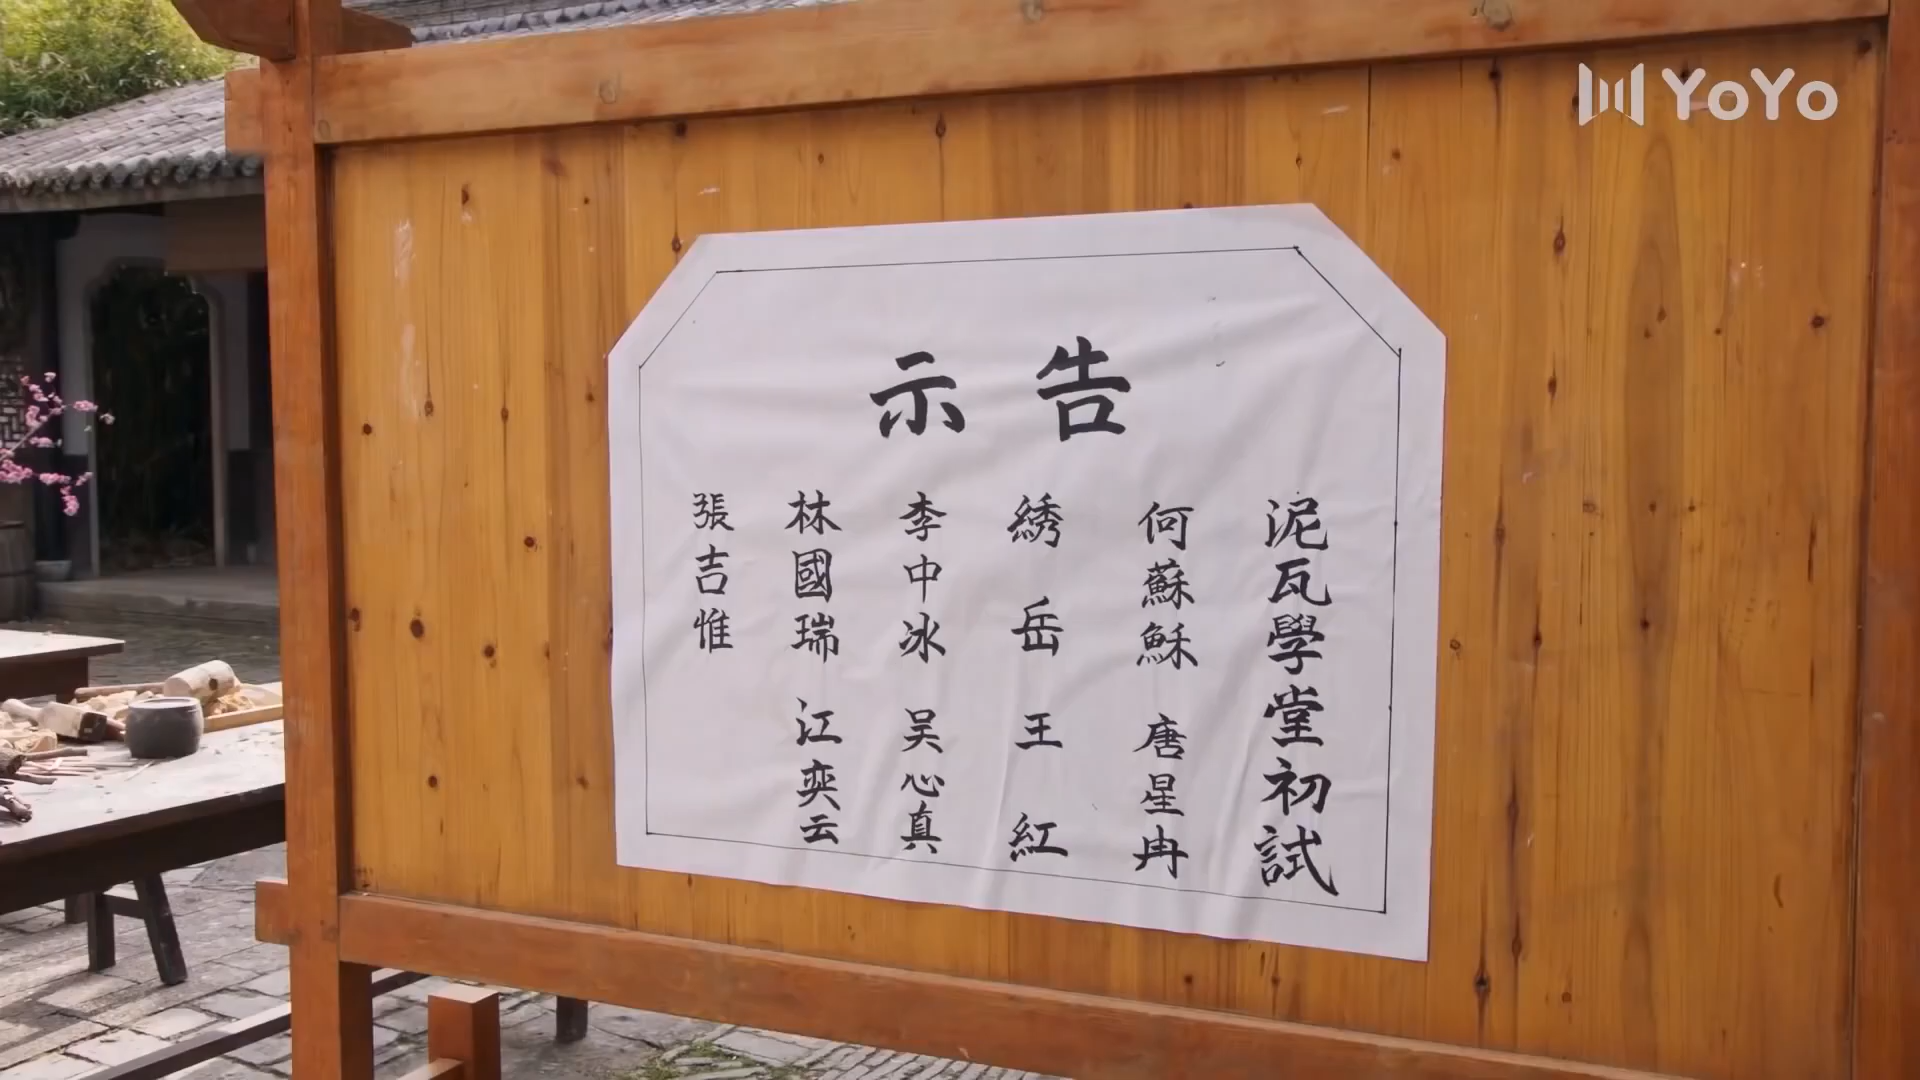 告示
泥瓦學堂初試
何蘇穌 唐星冉
綉岳 王紅
李中冰 吴心真
林國瑞 江奕云
張吉惟
YoYo